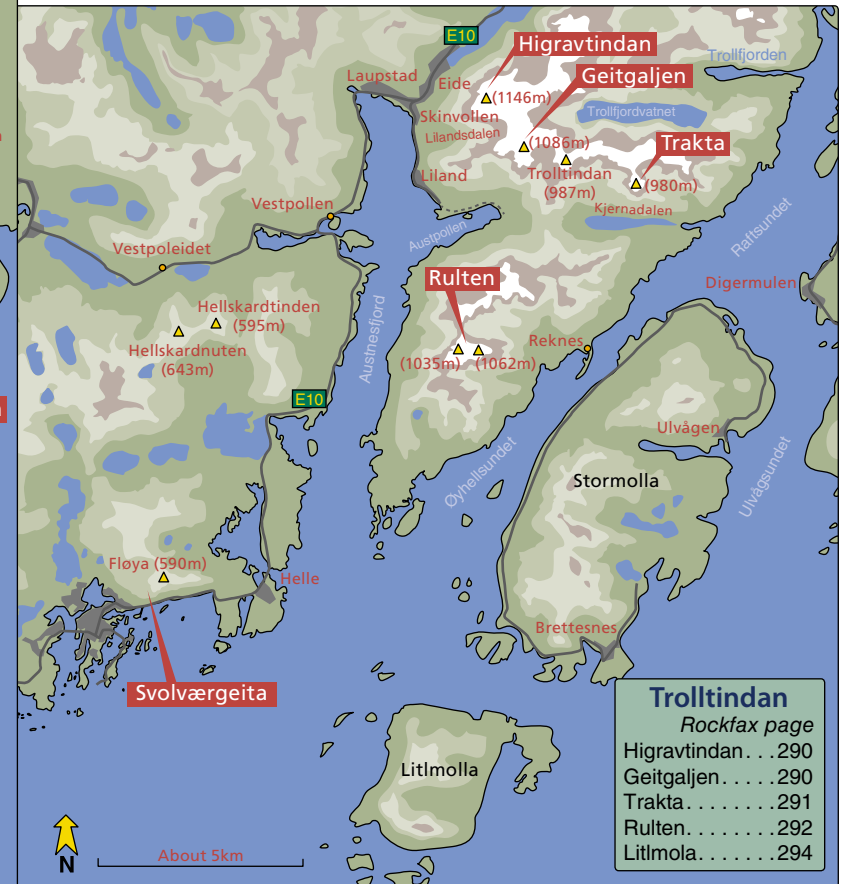 E10
Higravtindan
Trollfjorden
Laupstad
Eide
Geitgaljen
(1146m)
Skinvollen
Trollfjordvatnet
Lilandsdalen
(1086m)
Trakta
Liland
Trolltindan
(987m)
(980m)
Kjernadalen
Vestpollen
Austpollen
Raftsundet
Vestpoleidet
Rulten
Digermulen
Austnesfjord
Hellskardtinden
(595m)
Hellskardnuten
(643m)
Reknes
(1035m)
(1062m)
E10
Ulvågen
Øyhellsundet
Ulvågsundet
Stormolla
Fløya (590m)
Helle
Brettesnes
Svolværgeita
Litlmolla
Trolltindan
Rockfax page
Higravtindan...290
Geitgaljen.....290
Trakta........291
Rulten........292
Litlmola.......294
N
About 5km